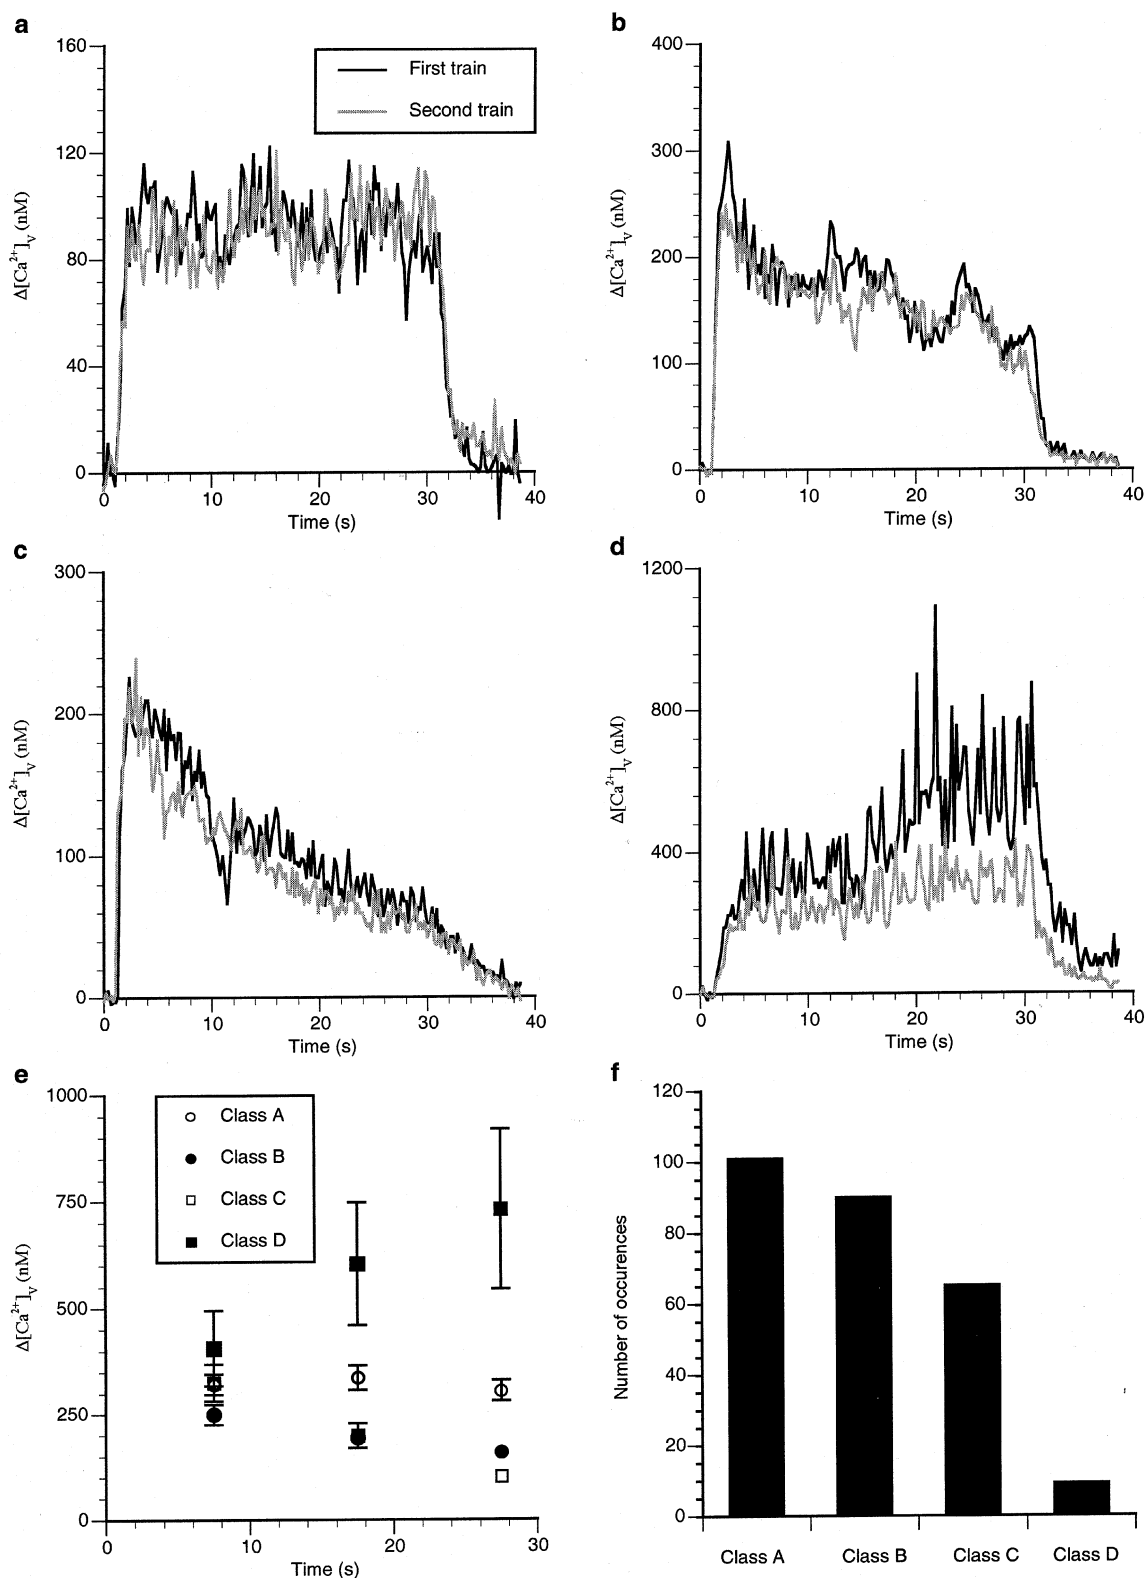 a
160
120
80
40
0
Δ[Ca²⁺]ᵥ (nM)
First train
Second train
0 10 20 30 40
Time (s)
b
400
300
200
100
0
Δ[Ca²⁺]ᵥ (nM)
0 10 20 30 40
Time (s)
c
300
200
100
0
Δ[Ca²⁺]ᵥ (nM)
0 10 20 30 40
Time (s)
d
1200
800
400
0
Δ[Ca²⁺]ᵥ (nM)
0 10 20 30 40
Time (s)
e
1000
750
500
250
0
Δ[Ca²⁺]ᵥ (nM)
Class A
Class B
Class C
Class D
0 10 20 30
Time (s)
f
120
100
80
60
40
20
0
Number of occurences
Class A Class B Class C Class D